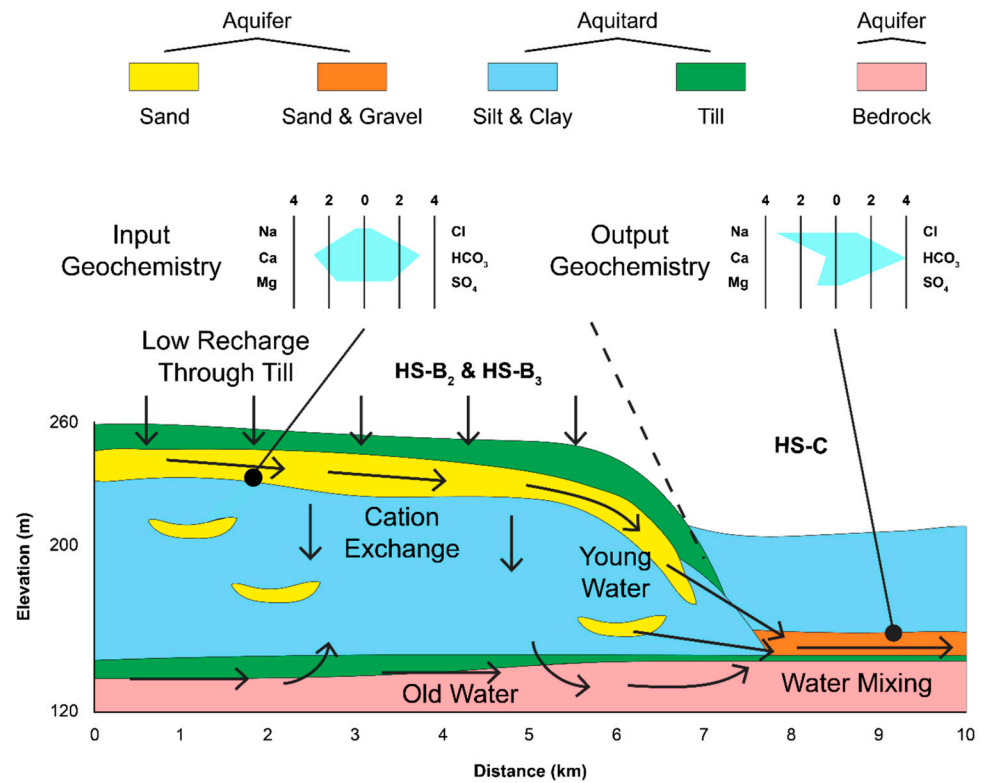 Aquifer
Aquitard
Aquifer
Sand
Sand & Gravel
Silt & Clay
Till
Bedrock
4 2 0 2 4
4 2 0 2 4
Input
Geochemistry
Na
Ca
Mg
Cl
HCO₃
SO₄
Output
Geochemistry
Na
Ca
Mg
Cl
HCO₃
SO₄
Low Recharge
Through Till
HS-B₂ & HS-B₃
HS-C
260
200
120
Elevation (m)
Cation
Exchange
Young
Water
Old Water
Water Mixing
0 1 2 3 4 5 6 7 8 9 10
Distance (km)